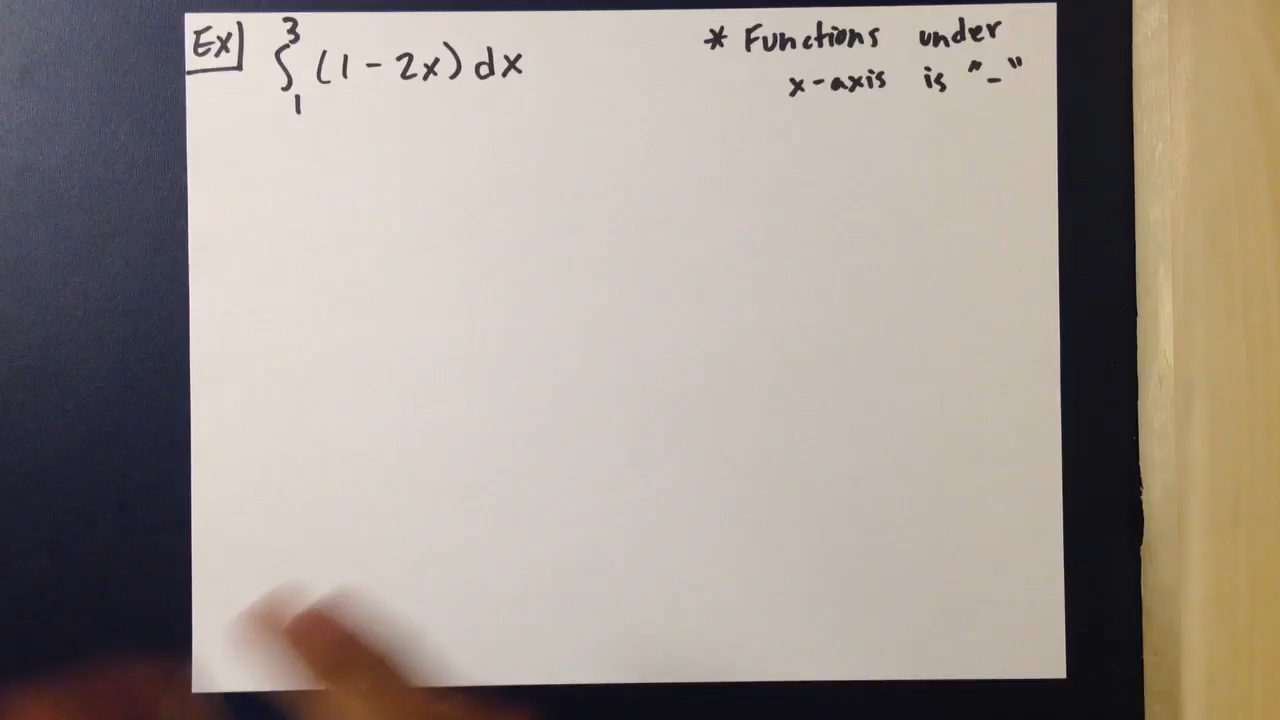 Ex] ∫₁³ (1 - 2x) dx
* Functions under
x-axis is "-"